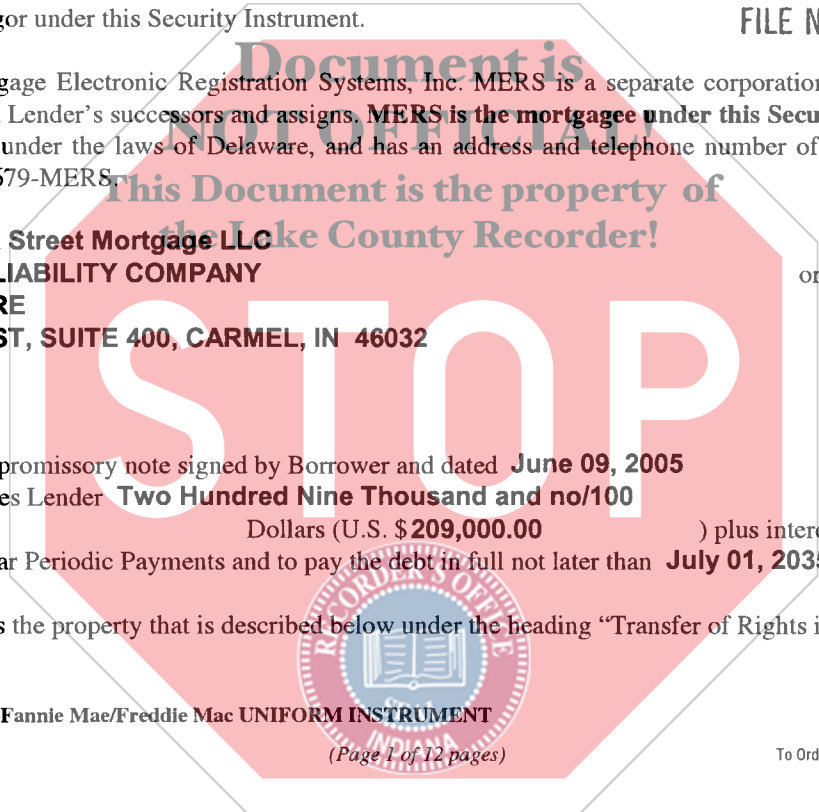 gor under this Security Instrument.
FILE N
Document is
gage Electronic Registration Systems, Inc. MERS is a separate corporation
Lender's successors and assigns. MERS is the mortgagee under this Secu
NOT OFFICIAL!
under the laws of Delaware, and has an address and telephone number of
679-MERS.
This Document is the property of
the Lake County Recorder!
Street Mortgage LLC
LIABILITY COMPANY
or
RE
ST, SUITE 400, CARMEL, IN 46032
STOP
promissory note signed by Borrower and dated June 09, 2005
es Lender Two Hundred Nine Thousand and no/100
Dollars (U.S. $209,000.00 ) plus intere
ar Periodic Payments and to pay the debt in full not later than July 01, 2035
s the property that is described below under the heading “Transfer of Rights i
RECORDER'S OFFICE
SEAL
INDIANA
Fannie Mae/Freddie Mac UNIFORM INSTRUMENT
(Page 1 of 12 pages)
To Ord